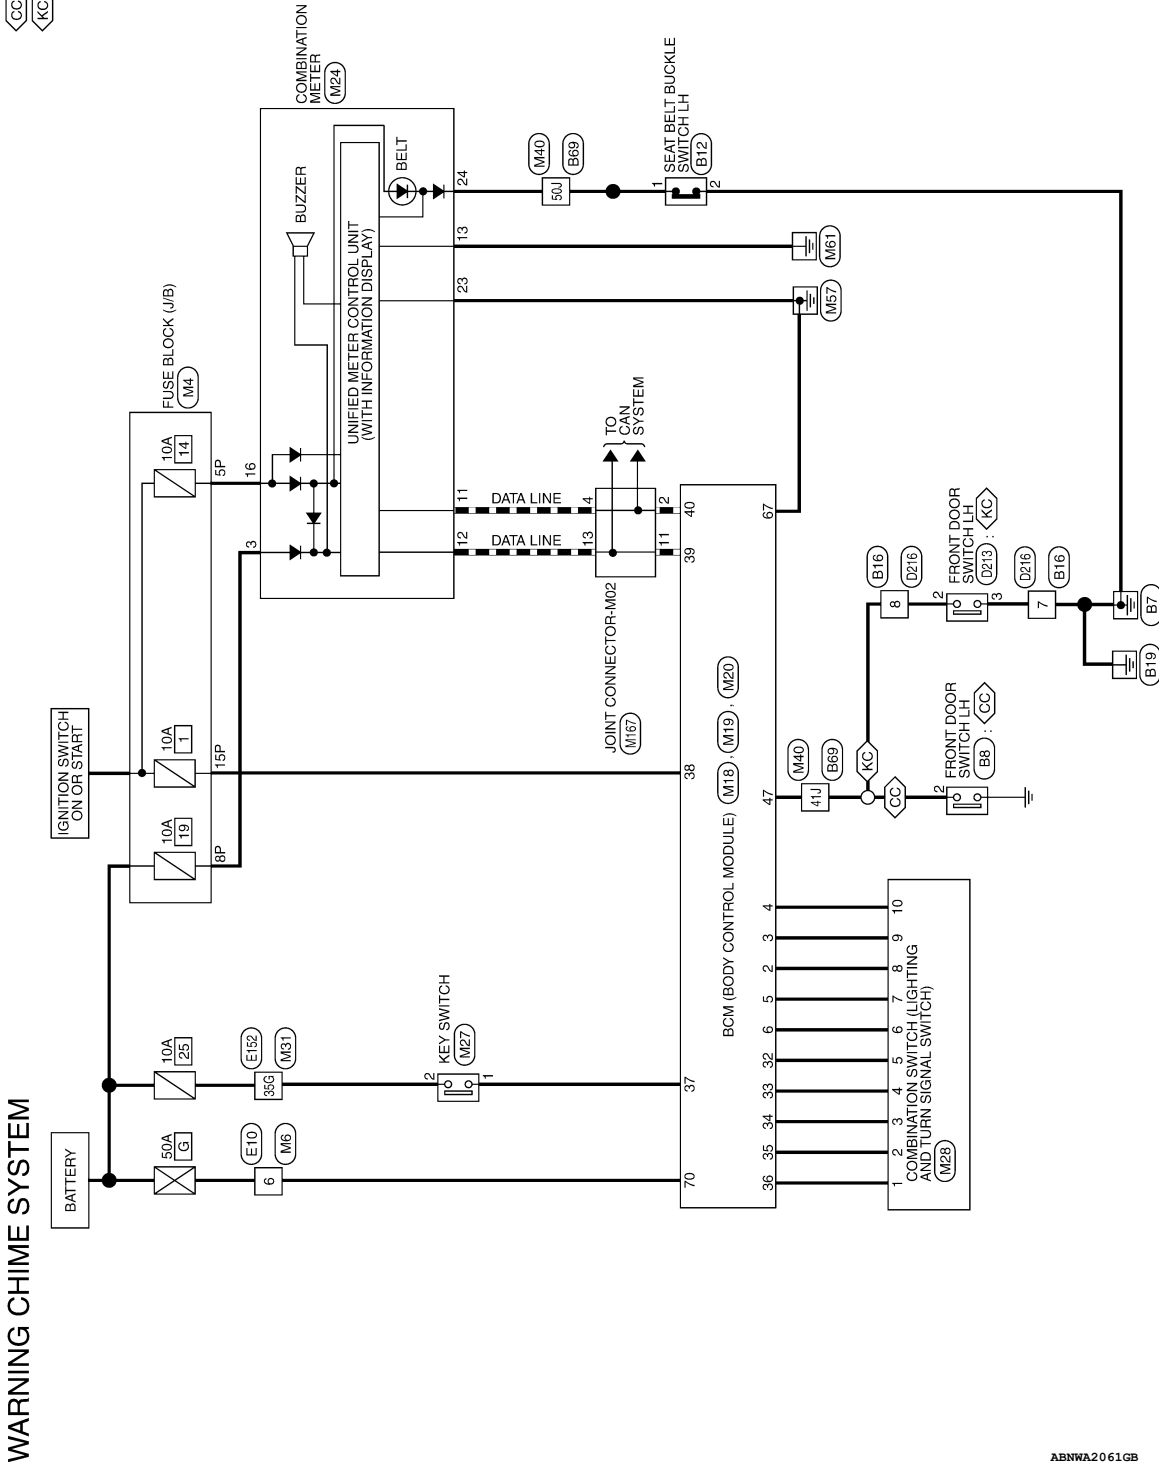 WARNING CHIME SYSTEM
CC
KC
BATTERY
IGNITION SWITCH
ON OR START
50A
G
10A
25
10A
19
10A
1
10A
14
FUSE BLOCK (J/B)
M4
8P
15P
5P
E10
6
M6
E152
35G
M31
3
16
COMBINATION
METER
M24
BUZZER
BELT
UNIFIED METER CONTROL UNIT
(WITH INFORMATION DISPLAY)
12
11
23
13
24
KEY SWITCH
M27
2
1
DATA LINE
DATA LINE
13
4
11
2
JOINT CONNECTOR-M02
M167
TO
CAN
SYSTEM
M40
50J
B69
SEAT BELT BUCKLE
SWITCH LH
B12
1
2
M61
M57
70
37
38
39
40
BCM (BODY CONTROL MODULE)
M18
,
M19
,
M20
36
35
34
33
32
6
5
2
3
4
47
67
1
2
3
4
5
6
7
8
9
10
COMBINATION SWITCH (LIGHTING
AND TURN SIGNAL SWITCH)
M28
M40
41J
B69
KC
CC
2
FRONT DOOR
SWITCH LH
B8
:
CC
B16
8
D216
2
3
FRONT DOOR
SWITCH LH
D213
:
KC
D216
7
B16
B19
B7
ABNWA2061GB